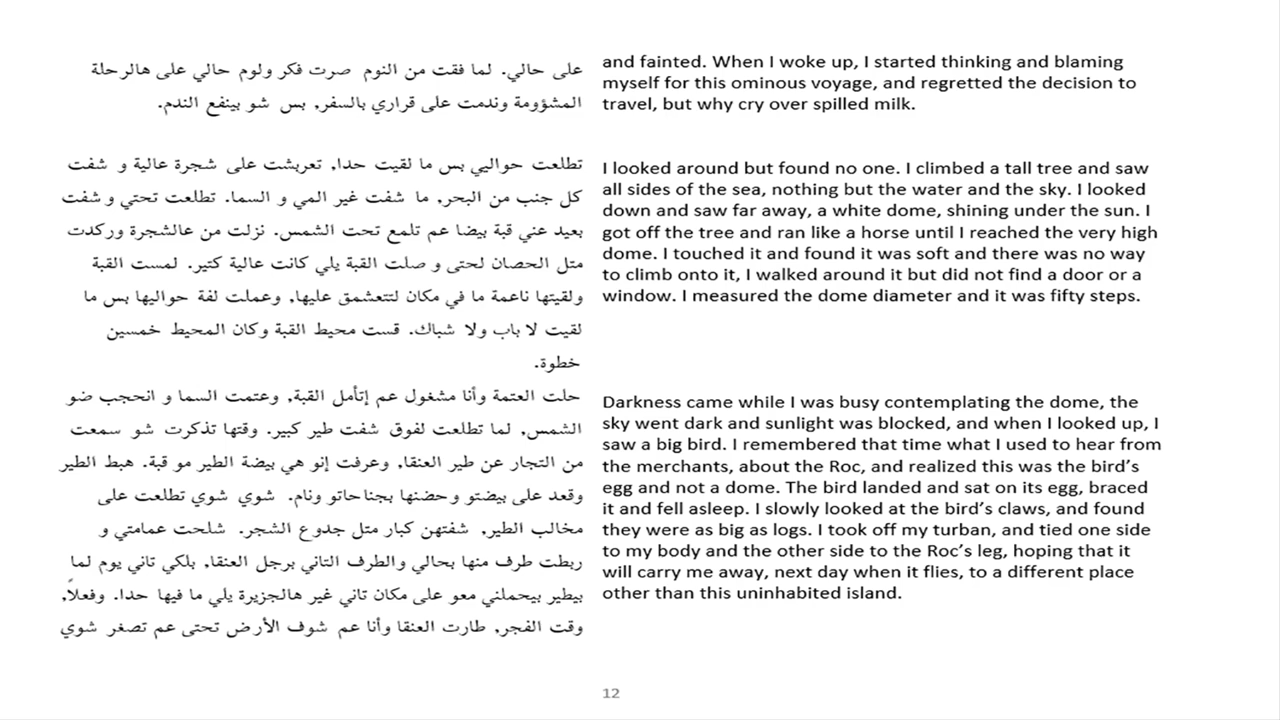 على حالي. لما فقت من النوم صرت فكر ولوم حالي على هالرحلة
المشؤومة وندمت على قراري بالسفر, بس شو بينفع الندم.
تطلعت حواليي بس ما لقيت حدا, تعربشت على شجرة عالية و شفت
كل جنب من البحر, ما شفت غير المي و السما. تطلعت تحتي و شفت
بعيد عني قبة بيضا عم تلمع تحت الشمس. نزلت من عالشجرة وركدت
متل الحصان لحتى و صلت القبة يلي كانت عالية كتير. لمست القبة
ولقيتها ناعمة ما في مكان لتتعشمق عليها, وعملت لفة حواليها بس ما
لقيت لا باب ولا شباك. قست محيط القبة وكان المحيط خمسين
خطوة.
حلت العتمة وأنا مشغول عم إتأمل القبة, وعتمت السما و انحجب ضو
الشمس, لما تطلعت لفوق شفت طير كبير. وقتها تذكرت شو سمعت
من التجار عن طير العنقا, وعرفت إنو هي بيضة الطير مو قبة. هبط الطير
وقعد على بيضتو وحضنها بجناحاتو ونام. شوي شوي تطلعت على
مخالب الطير, شفتهن كبار متل جدوع الشجر. شلحت عمامتي و
ربطت طرف منها بحالي والطرف التاني برجل العنقا, بلكي تاني يوم لما
بيطير بيحملني معو على مكان تاني غير هالجزيرة يلي ما فيها حدا. وفعلاً,
وقت الفجر, طارت العنقا وأنا عم شوف الأرض تحتى عم تصغر شوي
and fainted. When I woke up, I started thinking and blaming
myself for this ominous voyage, and regretted the decision to
travel, but why cry over spilled milk.
I looked around but found no one. I climbed a tall tree and saw
all sides of the sea, nothing but the water and the sky. I looked
down and saw far away, a white dome, shining under the sun. I
got off the tree and ran like a horse until I reached the very high
dome. I touched it and found it was soft and there was no way
to climb onto it, I walked around it but did not find a door or a
window. I measured the dome diameter and it was fifty steps.
Darkness came while I was busy contemplating the dome, the
sky went dark and sunlight was blocked, and when I looked up, I
saw a big bird. I remembered that time what I used to hear from
the merchants, about the Roc, and realized this was the bird's
egg and not a dome. The bird landed and sat on its egg, braced
it and fell asleep. I slowly looked at the bird's claws, and found
they were as big as logs. I took off my turban, and tied one side
to my body and the other side to the Roc's leg, hoping that it
will carry me away, next day when it flies, to a different place
other than this uninhabited island.
12